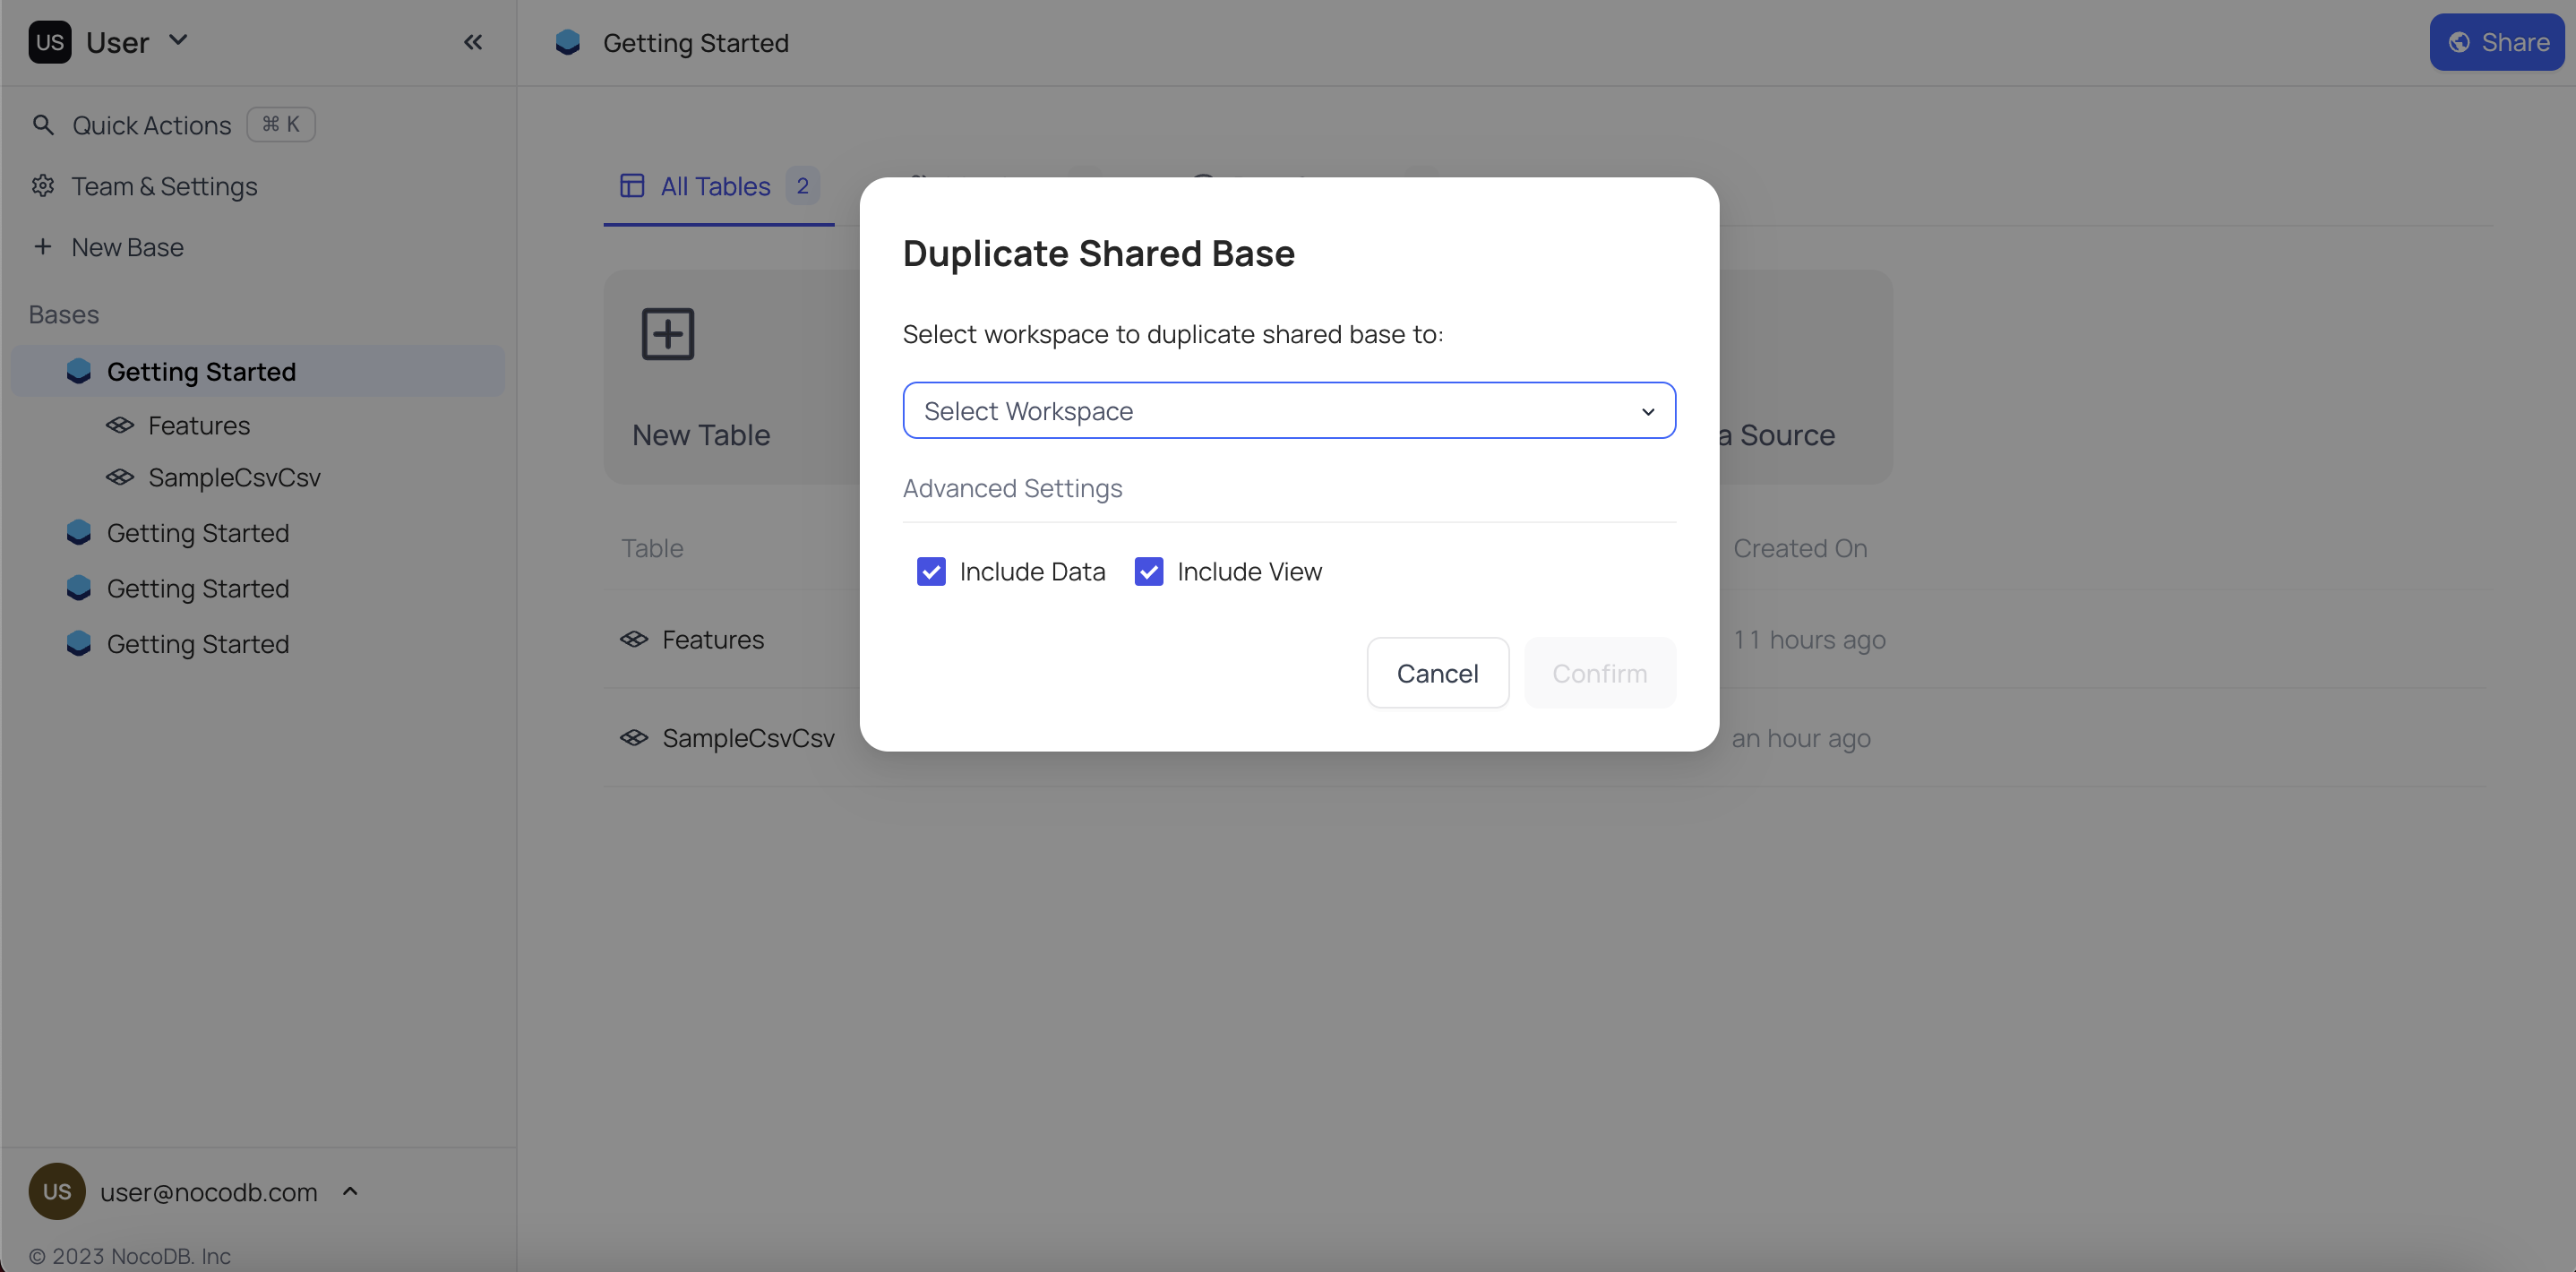 US User
Quick Actions ⌘ K
Team & Settings
New Base
Bases
Getting Started
Features
SampleCsvCsv
Getting Started
Getting Started
Getting Started
US user@nocodb.com
© 2023 NocoDB. Inc
Getting Started
Share
All Tables 2
New Table
a Source
Table Created On
Features 11 hours ago
SampleCsvCsv an hour ago
Duplicate Shared Base
Select workspace to duplicate shared base to:
Select Workspace
Advanced Settings
Include Data Include View
Cancel Confirm